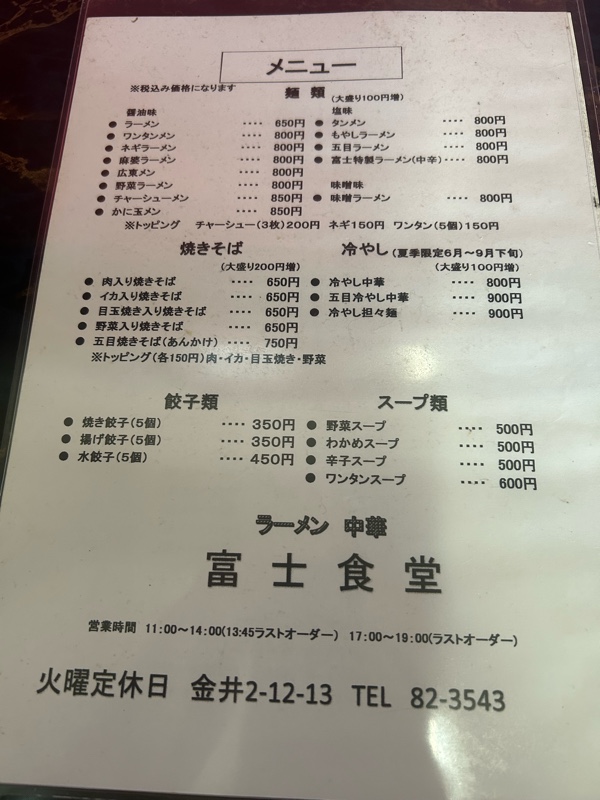 メニュー
※税込み価格になります
麺 類 (大盛り100円増)
醤油味
● ラーメン ・・・・ 650円
● ワンタンメン ・・・・ 800円
● ネギラーメン ・・・・ 800円
● 麻婆ラーメン ・・・・ 800円
● 広東メン ・・・・ 800円
● 野菜ラーメン ・・・・ 800円
● チャーシューメン ・・・・ 850円
● かに玉メン ・・・・ 850円
塩味
● タンメン ・・・・ 800円
● もやしラーメン ・・・・ 800円
● 五目ラーメン ・・・・ 800円
● 富士特製ラーメン(中辛)・・・・ 800円
味噌味
● 味噌ラーメン ・・・・ 800円
※トッピング チャーシュー(3枚)200円 ネギ150円 ワンタン(5個)150円
焼きそば
(大盛り200円増)
● 肉入り焼きそば ・・・・ 650円
● イカ入り焼きそば ・・・・ 650円
● 目玉焼き入り焼きそば ・・・・ 650円
● 野菜入り焼きそば ・・・・ 650円
● 五目焼きそば(あんかけ) ・・・・ 750円
※トッピング(各150円)肉・イカ・目玉焼き・野菜
冷やし (夏季限定6月～9月下旬)
(大盛り100円増)
● 冷やし中華 ・・・・ 800円
● 五目冷やし中華 ・・・・ 900円
● 冷やし担々麺 ・・・・ 900円
餃子類
● 焼き餃子(5個) ・・・・ 350円
● 揚げ餃子(5個) ・・・・ 350円
● 水餃子(5個) ・・・・ 450円
スープ類
● 野菜スープ ・・・・ 500円
● わかめスープ ・・・・ 500円
● 辛子スープ ・・・・ 500円
● ワンタンスープ ・・・・ 600円
ラーメン 中華
富 士 食 堂
営業時間 11:00～14:00(13:45ラストオーダー) 17:00～19:00(ラストオーダー)
火曜定休日 金井2-12-13 TEL 82-3543